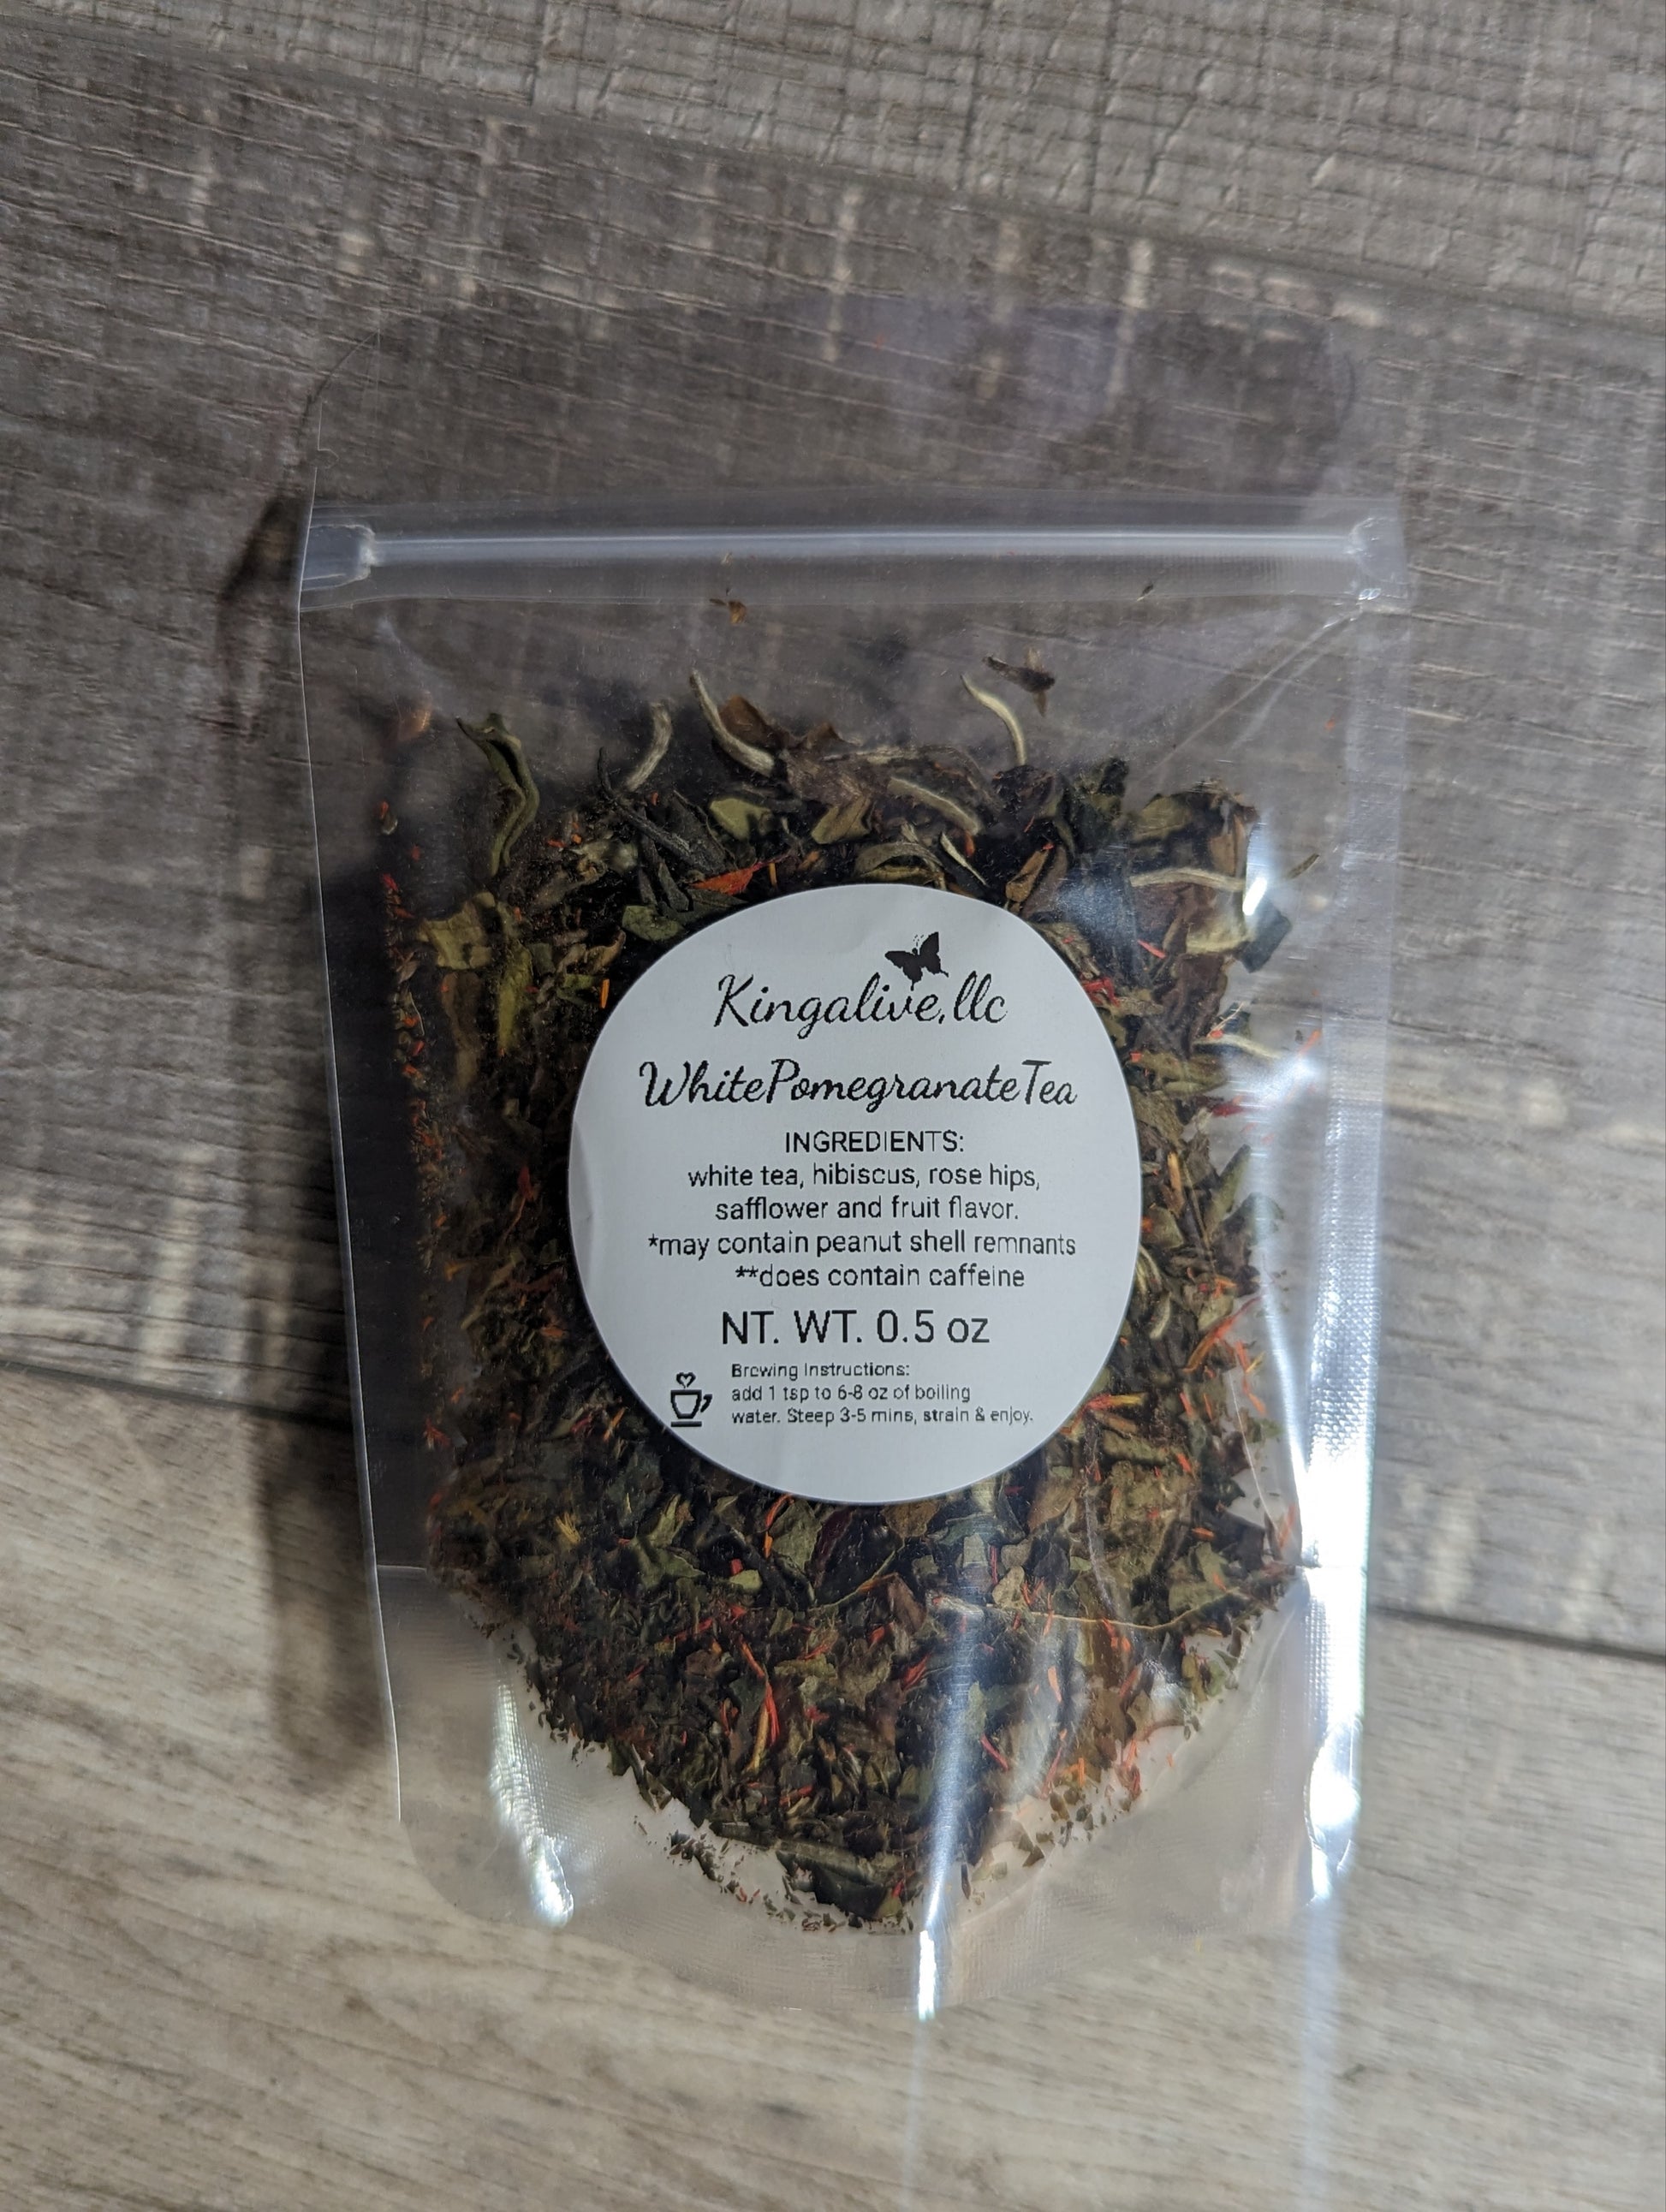 Kingalive.llc
WhitePomegranateTea
INGREDIENTS:
white tea, hibiscus, rose hips,
safflower and fruit flavor.
*may contain peanut shell remnants
**does contain caffeine
NT. WT. 0.5 oz
Brewing Instructions:
add 1 tsp to 6-8 oz of boiling
water. Steep 3-5 mins, strain & enjoy.